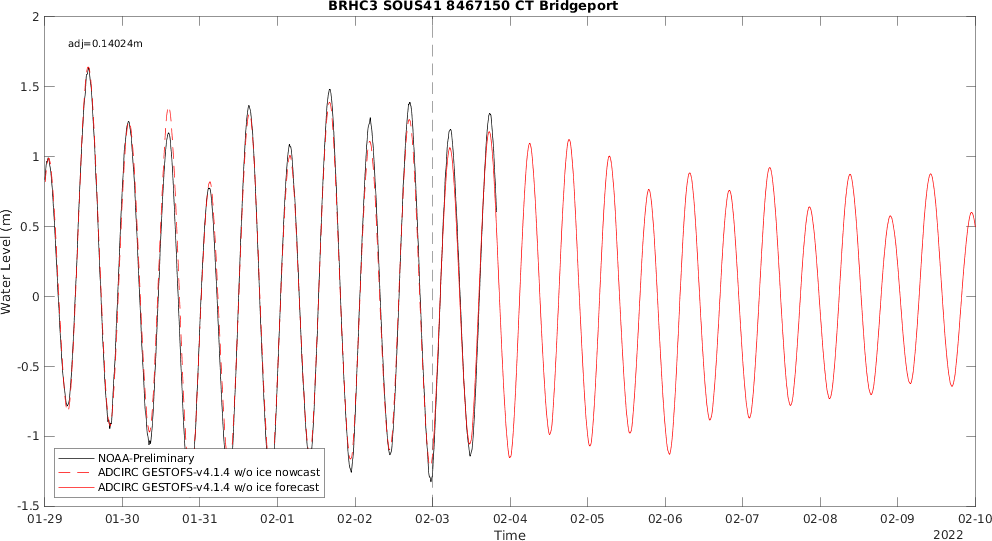 BRHC3 SOUS41 8467150 CT Bridgeport
adj=0.14024m
Water Level (m)
2
1.5
1
0.5
0
-0.5
-1
-1.5
NOAA-Preliminary
ADCIRC GESTOFS-v4.1.4 w/o ice nowcast
ADCIRC GESTOFS-v4.1.4 w/o ice forecast
01-29 01-30 01-31 02-01 02-02 02-03 02-04 02-05 02-06 02-07 02-08 02-09 02-10
Time
2022